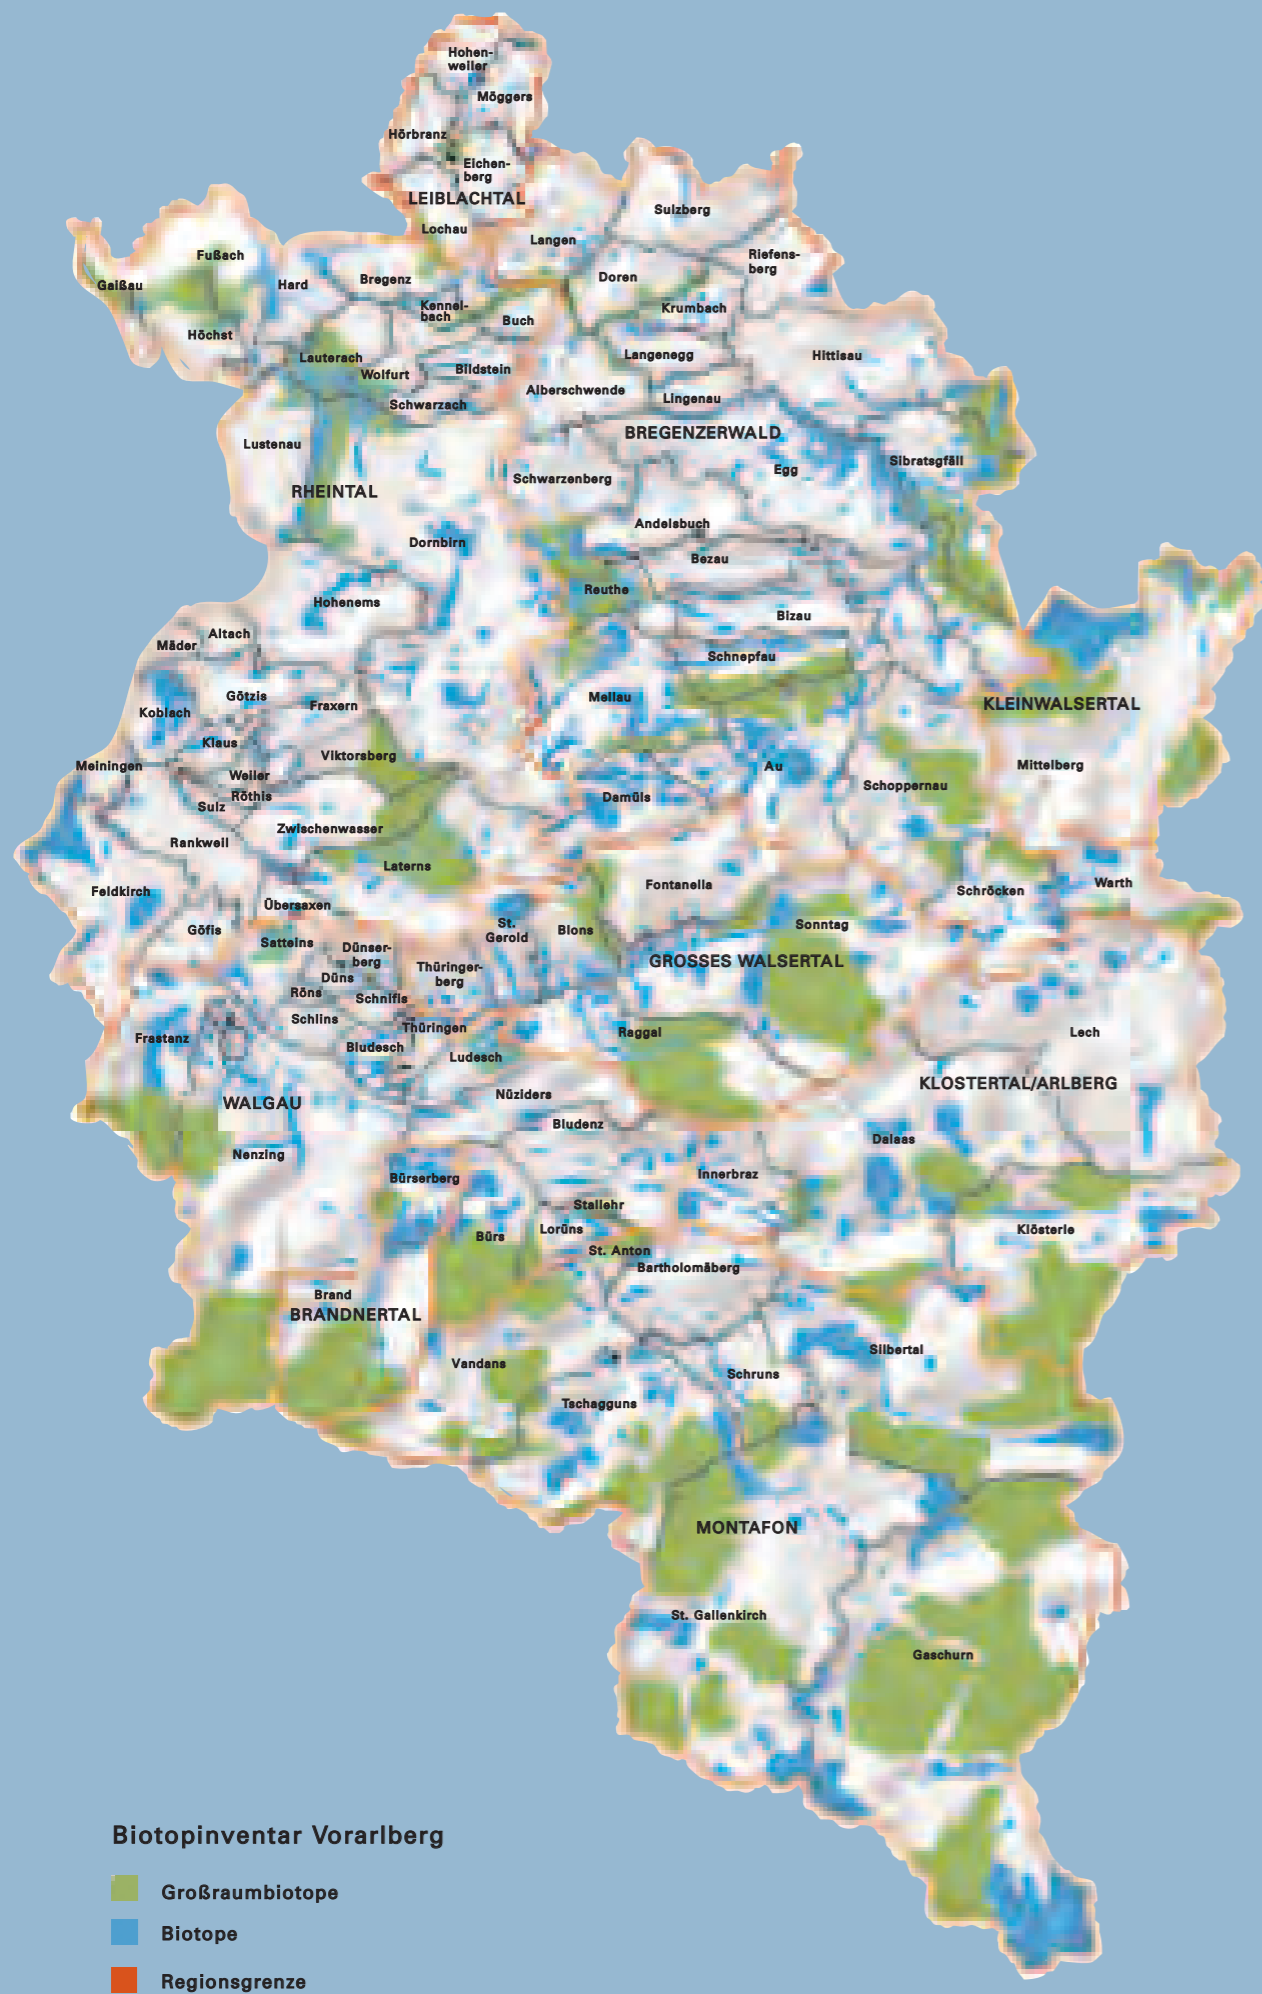 Hohen-
weiler
Möggers
Hörbranz
Eichen-
berg
LEIBLACHTAL
Lochau
Langen
Sulzberg
Riefens-
berg
Fußach
Gaißau
Hard
Bregenz
Doren
Kennel-
bach
Buch
Krumbach
Höchst
Lauterach
Wolfurt
Bildstein
Langenegg
Hittisau
Schwarzach
Alberschwende
Lingenau
BREGENZERWALD
Lustenau
Schwarzenberg
Egg
Sibratsgfäll
RHEINTAL
Andelsbuch
Dornbirn
Bezau
Reuthe
Hohenems
Bizau
Altach
Mäder
Schnepfau
Götzis
Fraxern
Koblach
Mellau
KLEINWALSERTAL
Klaus
Viktorsberg
Meiningen
Weiler
Röthis
Sulz
Au
Mittelberg
Schoppernau
Damüls
Zwischenwasser
Rankweil
Laterns
Feldkirch
Übersaxen
Fontanella
Schröcken
Warth
Göfis
Satteins
Dünser-
berg
Düns
St.
Gerold
Blons
Sonntag
GROSSES WALSERTAL
Thüringer-
berg
Röns
Schnifis
Schlins
Thüringen
Frastanz
Bludesch
Ludesch
Raggal
Lech
KLOSTERTAL/ARLBERG
WALGAU
Nüziders
Bludenz
Nenzing
Dalaas
Bürserberg
Innerbraz
Stallehr
Lorüns
Bürs
Klösterle
St. Anton
Bartholomäberg
Brand
BRANDNERTAL
Vandans
Silbertal
Schruns
Tschagguns
MONTAFON
St. Gallenkirch
Gaschurn
Biotopinventar Vorarlberg
Großraumbiotope
Biotope
Regionsgrenze